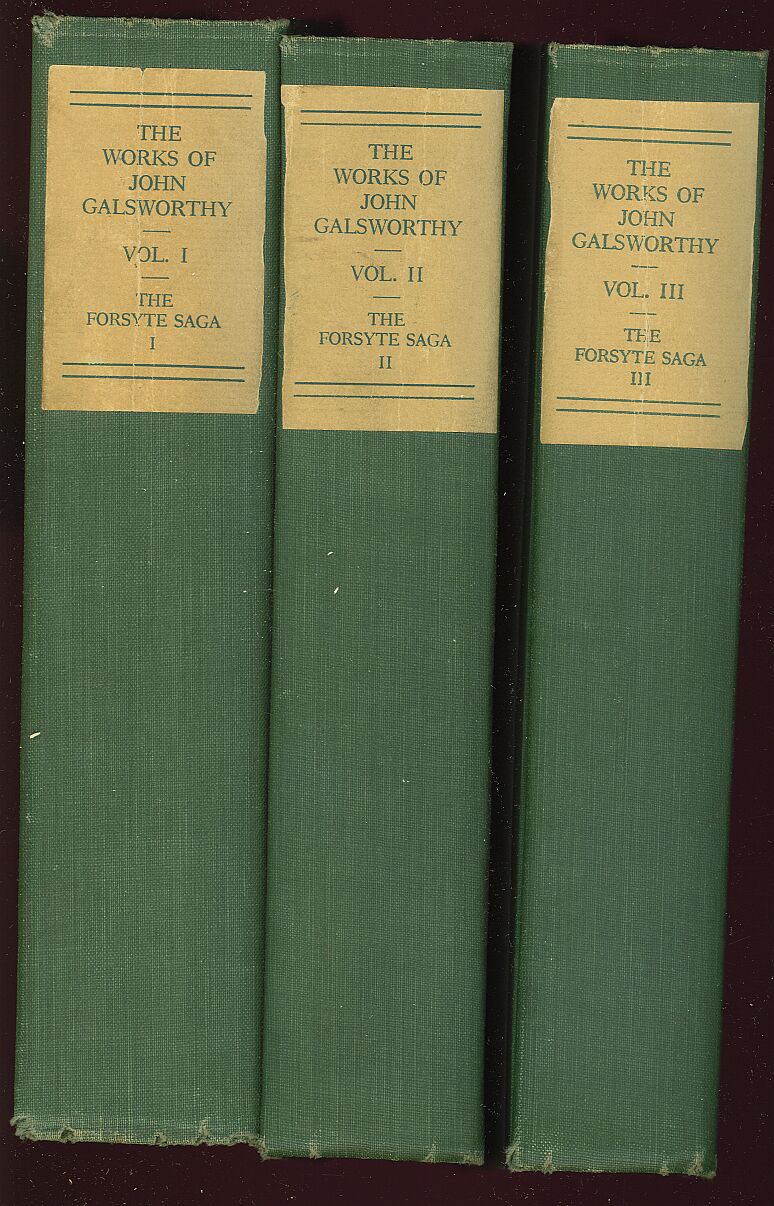 THE
WORKS OF
JOHN
GALSWORTHY
VOL. I
THE
FORSYTE SAGA
I
THE
WORKS OF
JOHN
GALSWORTHY
VOL. II
THE
FORSYTE SAGA
II
THE
WORKS OF
JOHN
GALSWORTHY
VOL. III
THE
FORSYTE SAGA
III